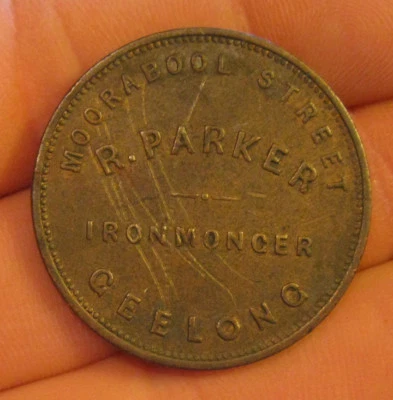 MOORABOOL STREET
R. PARKER
IRONMONGER
GEELONG